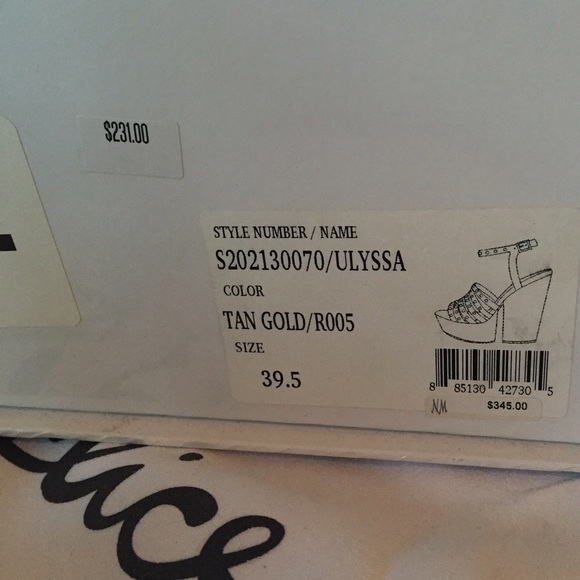 $231.00
STYLE NUMBER / NAME
S202130070/ULYSSA
COLOR
TAN GOLD/R005
SIZE
39.5
8 85130 42730 5
NM $345.00
lice